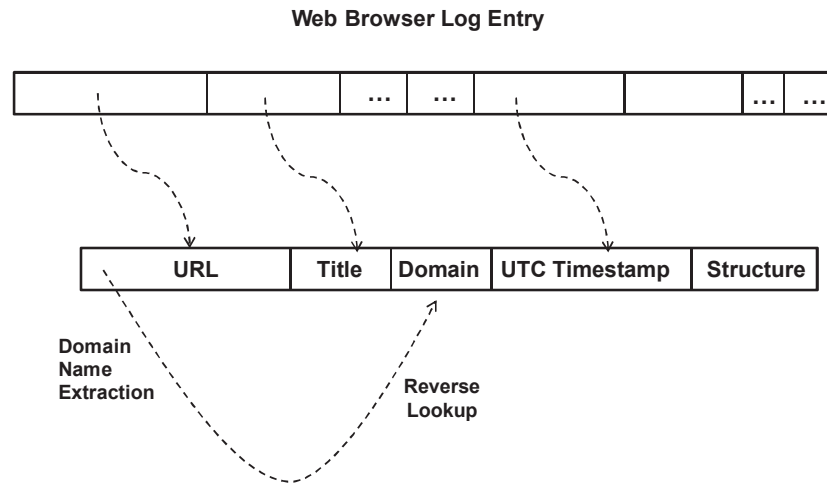 Web Browser Log Entry
... ... ... ...
URL Title Domain UTC Timestamp Structure
Domain
Name
Extraction
Reverse
Lookup